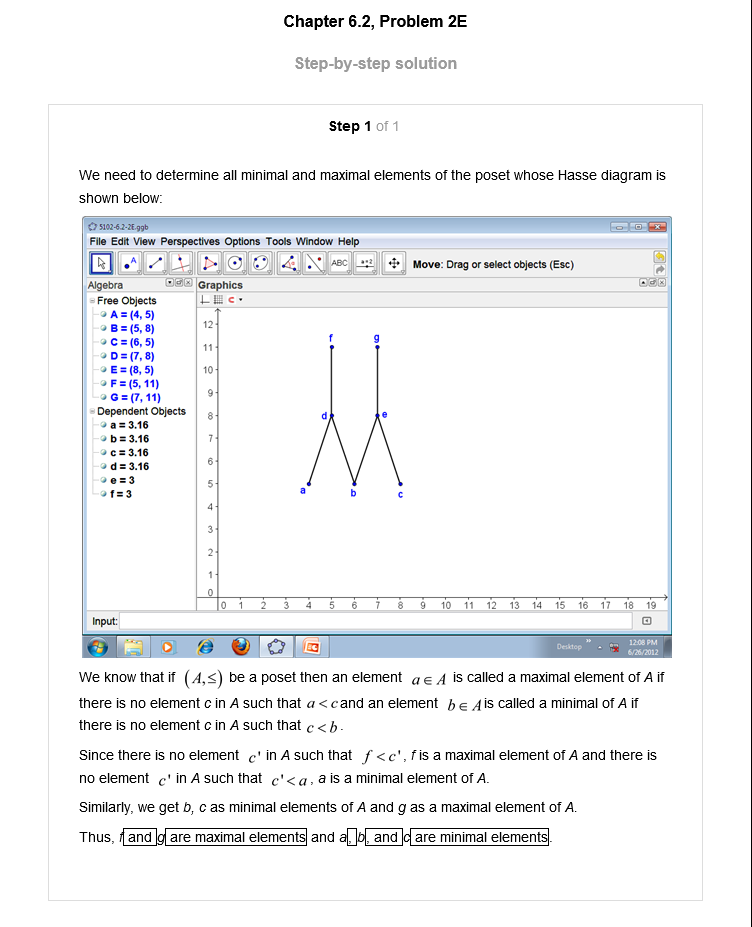 Chapter 6.2, Problem 2E
Step-by-step solution
Step 1 of 1
We need to determine all minimal and maximal elements of the poset whose Hasse diagram is
shown below:
5102-6.2-2E.ggb
File Edit View Perspectives Options Tools Window Help
A ABC a=2 Move: Drag or select objects (Esc)
Algebra
Graphics
Free Objects
A = (4, 5)
B = (5, 8)
C = (6, 5)
D = (7, 8)
E = (8, 5)
F = (5, 11)
G = (7, 11)
Dependent Objects
a = 3.16
b = 3.16
c = 3.16
d = 3.16
e = 3
f = 3
12
11
10
9
8
7
6
5
4
3
2
1
0
f g
d e
a b c
0 1 2 3 4 5 6 7 8 9 10 11 12 13 14 15 16 17 18 19
Input:
Desktop
12:08 PM
6/26/2012
We know that if (A,≤) be a poset then an element a ∈ A is called a maximal element of A if
there is no element c in A such that a < c and an element b ∈ A is called a minimal of A if
there is no element c in A such that c < b.
Since there is no element c' in A such that f < c', f is a maximal element of A and there is
no element c' in A such that c' < a, a is a minimal element of A.
Similarly, we get b, c as minimal elements of A and g as a maximal element of A.
Thus, f and g are maximal elements and a, b, and c are minimal elements.